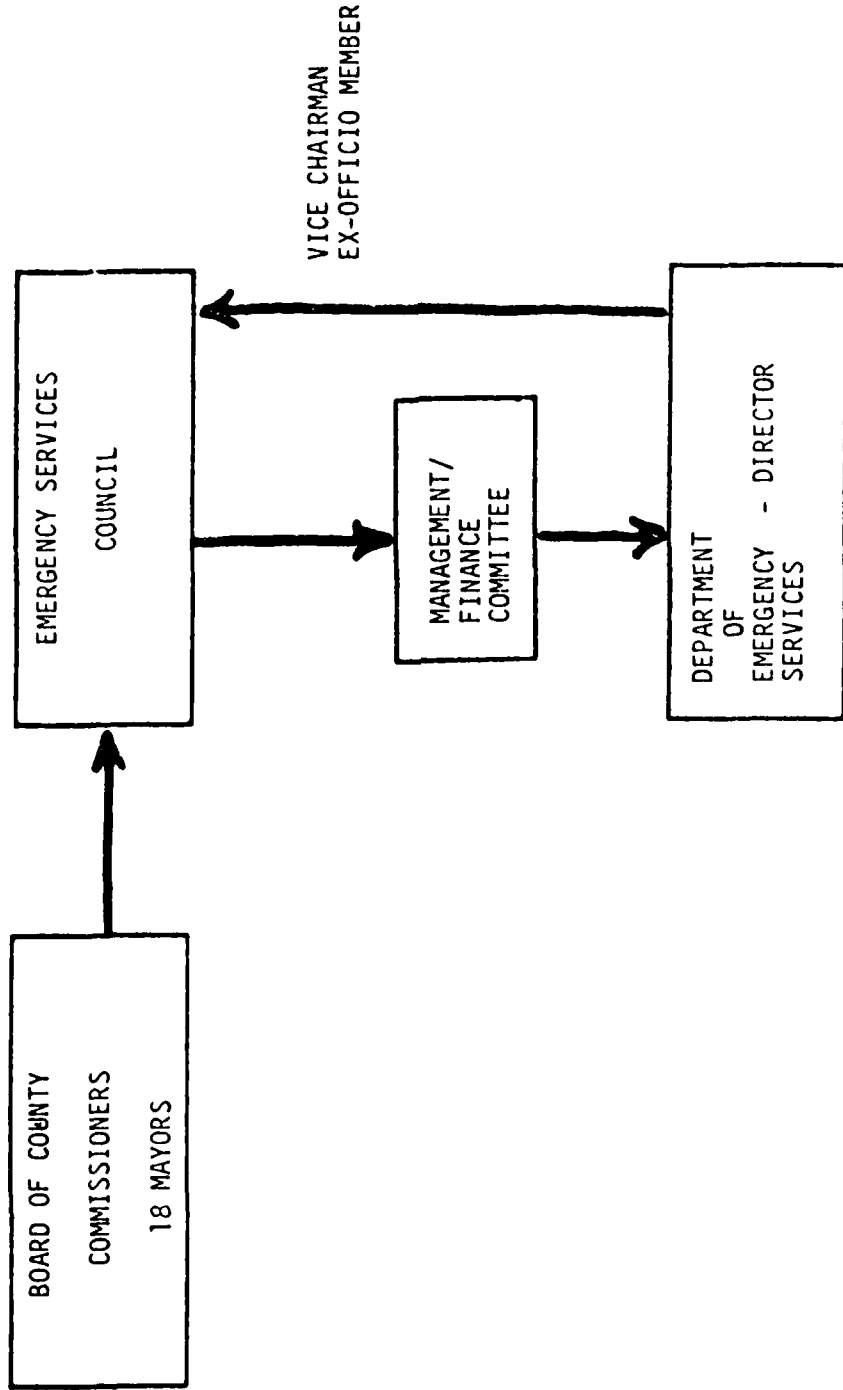 BOARD OF COUNTY
COMMISSIONERS
18 MAYORS
EMERGENCY SERVICES
COUNCIL
VICE CHAIRMAN
EX-OFFICIO MEMBER
MANAGEMENT/
FINANCE
COMMITTEE
DEPARTMENT
OF
EMERGENCY - DIRECTOR
SERVICES